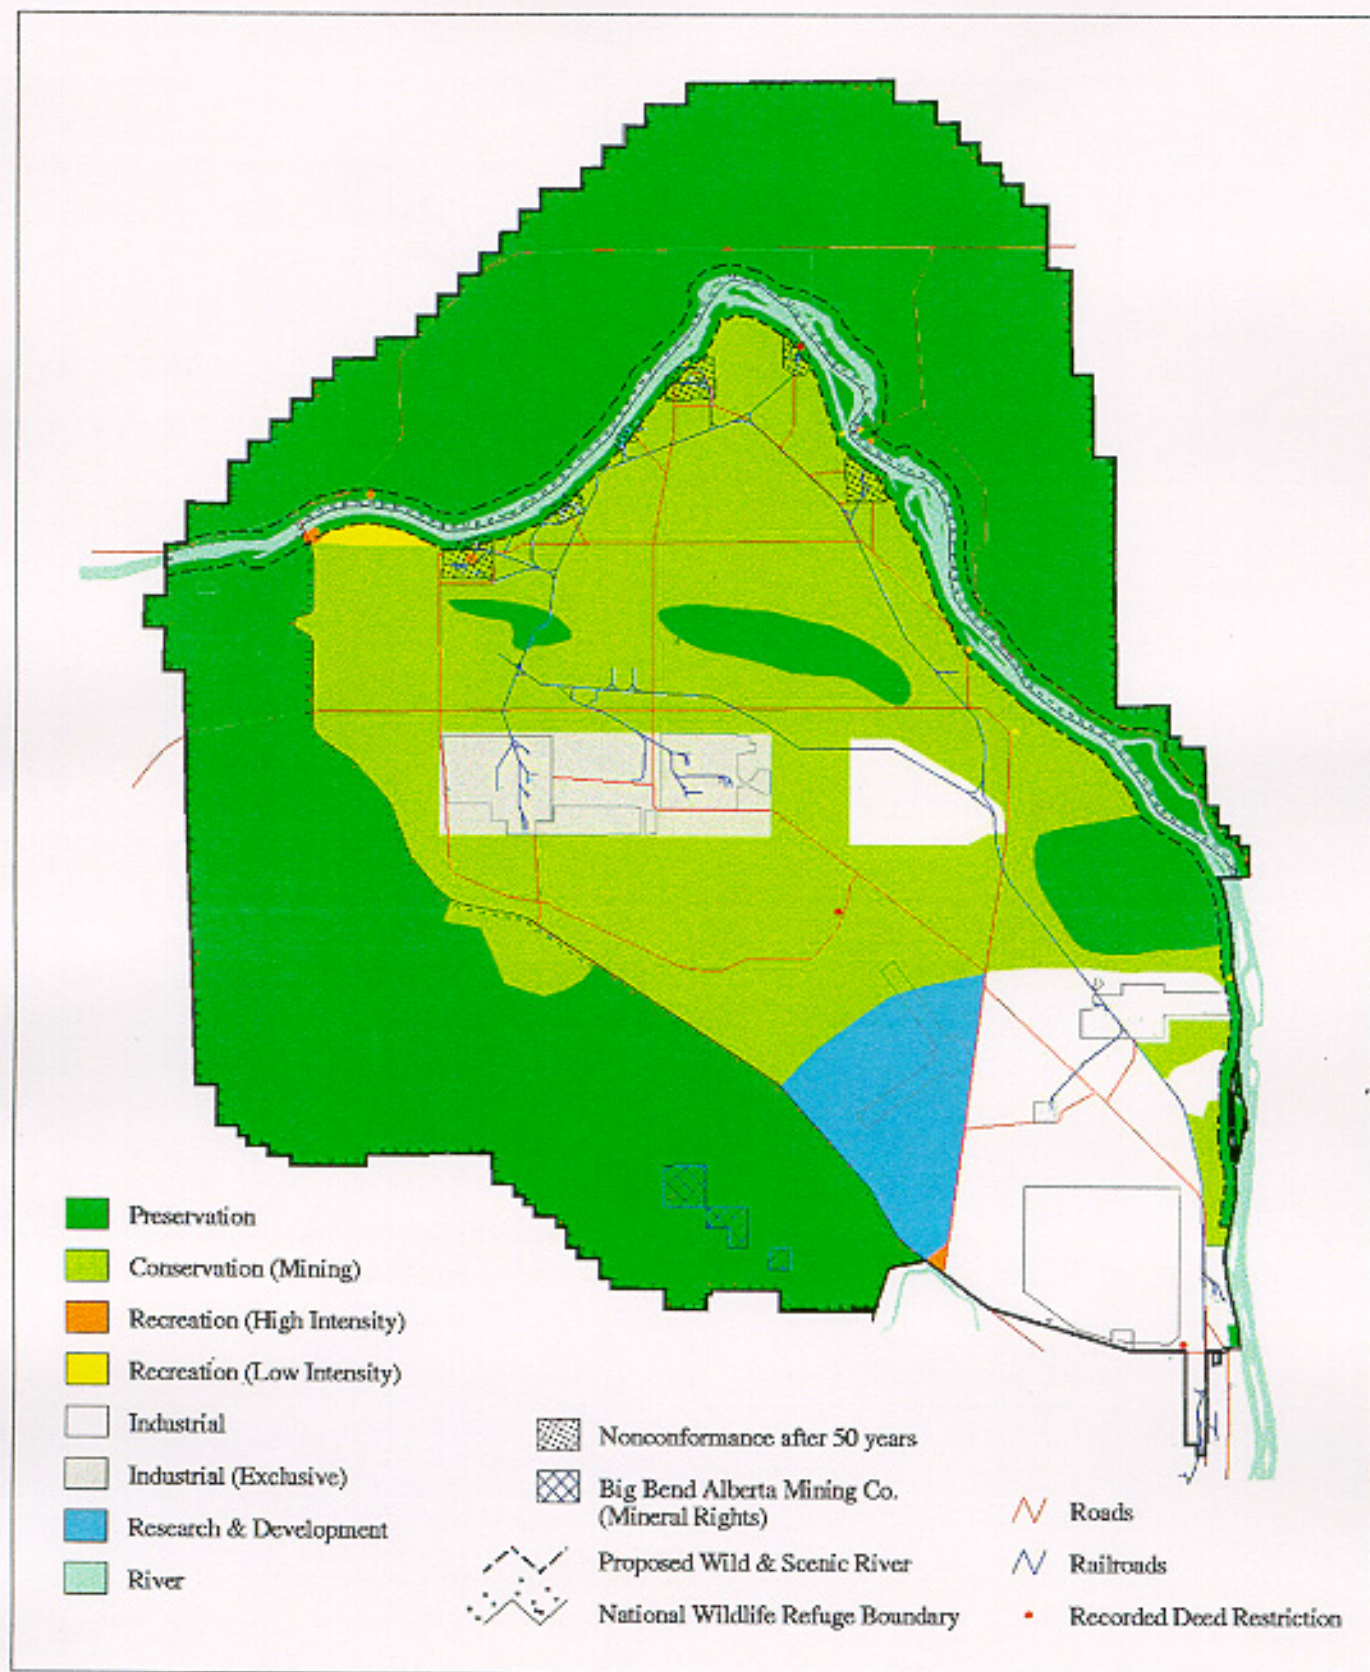 Preservation
Conservation (Mining)
Recreation (High Intensity)
Recreation (Low Intensity)
Industrial
Industrial (Exclusive)
Research & Development
River
Nonconformance after 50 years
Big Bend Alberta Mining Co.
(Mineral Rights)
Proposed Wild & Scenic River
National Wildlife Refuge Boundary
Roads
Railroads
Recorded Deed Restriction